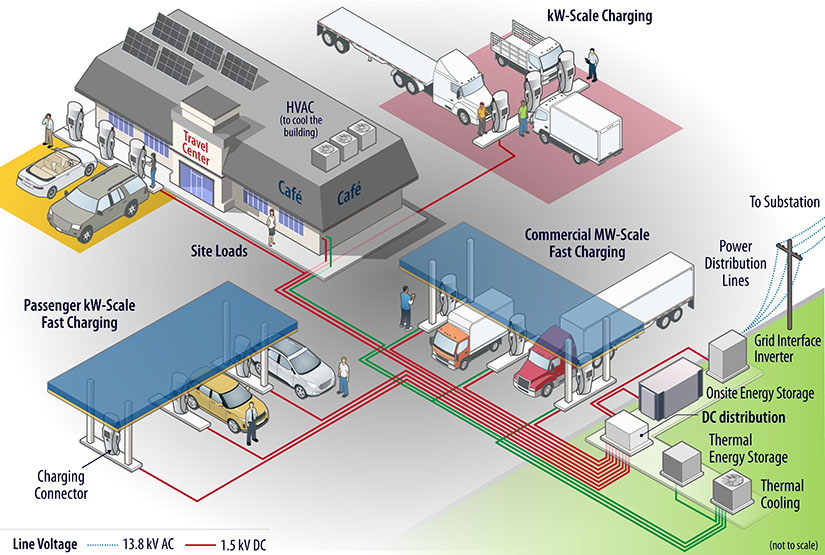 kW-Scale Charging
HVAC
(to cool the
building)
Travel
Center
Café
Café
To Substation
Site Loads
Commercial MW-Scale
Fast Charging
Power
Distribution
Lines
Passenger kW-Scale
Fast Charging
Grid Interface
Inverter
Onsite Energy Storage
DC distribution
Thermal
Energy Storage
Charging
Connector
Thermal
Cooling
Line Voltage 13.8 kV AC 1.5 kV DC
(not to scale)